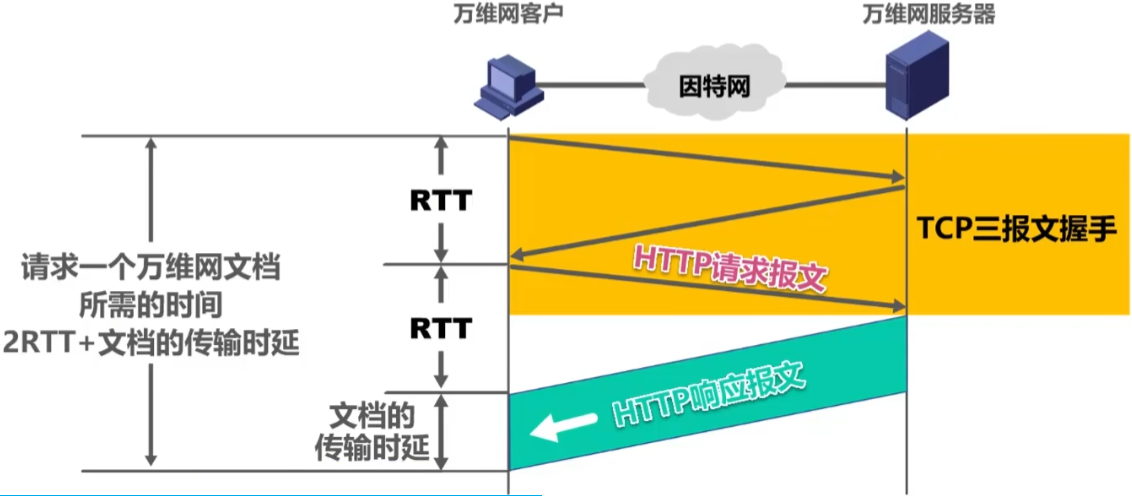 万维网客户
万维网服务器
因特网
RTT
TCP三报文握手
HTTP请求报文
请求一个万维网文档
所需的时间
2RTT+文档的传输时延
RTT
HTTP响应报文
文档的
传输时延